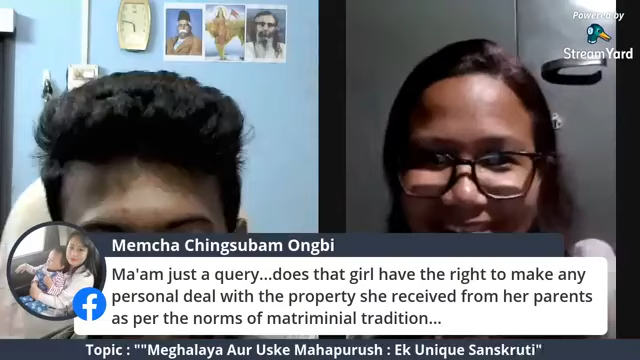 Powered by
StreamYard
Memcha Chingsubam Ongbi
Ma'am just a query...does that girl have the right to make any
personal deal with the property she received from her parents
as per the norms of matriminial tradition...
Topic : ""Meghalaya Aur Uske Mahapurush : Ek Unique Sanskruti"